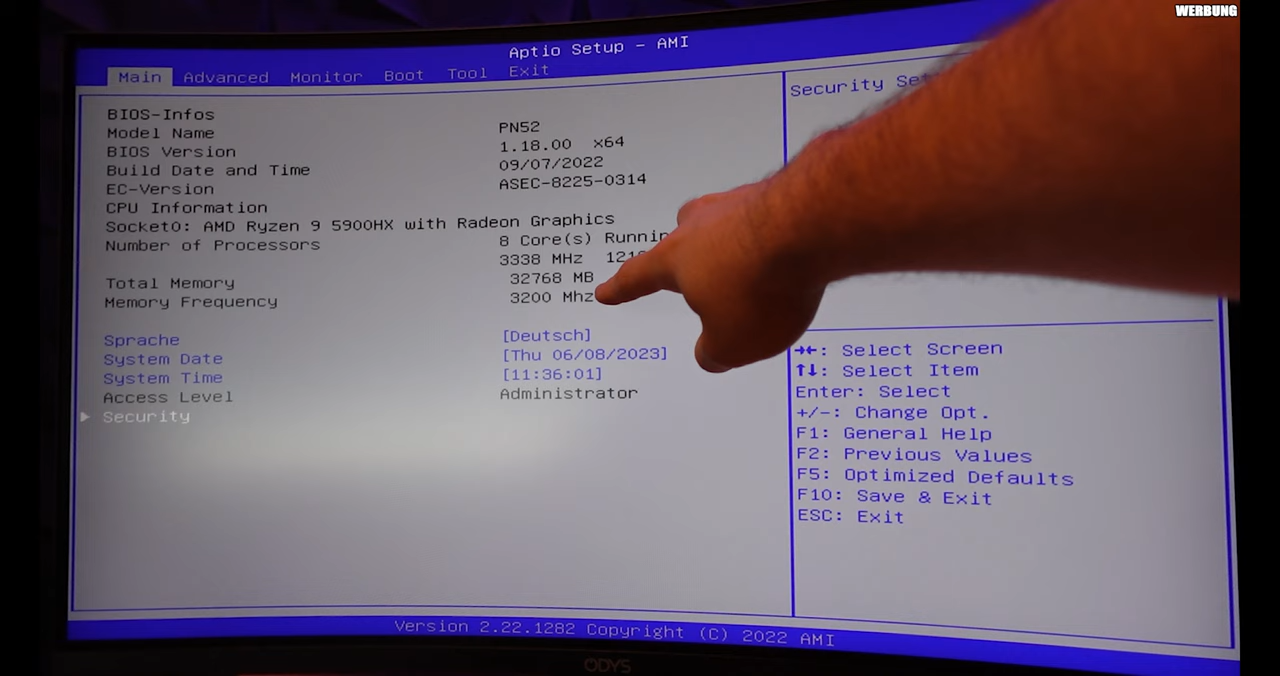 WERBUNG
Aptio Setup - AMI
Main Advanced Monitor Boot Tool Exit
BIOS-Infos
Model Name PN52
BIOS Version 1.18.00 x64
Build Date and Time 09/07/2022
EC-Version ASEC-8225-0314
CPU Information
Socket0: AMD Ryzen 9 5900HX with Radeon Graphics
Number of Processors 8 Core(s)
3338 MHz
Total Memory 32768 MB
Memory Frequency 3200 Mhz
Sprache [Deutsch]
System Date [Thu 06/08/2023]
System Time [11:36:01]
Access Level Administrator
Security
Security
→←: Select Screen
↑↓: Select Item
Enter: Select
+/-: Change Opt.
F1: General Help
F2: Previous Values
F5: Optimized Defaults
F10: Save & Exit
ESC: Exit
Version 2.22.1282 Copyright (C) 2022 AMI
ODYS